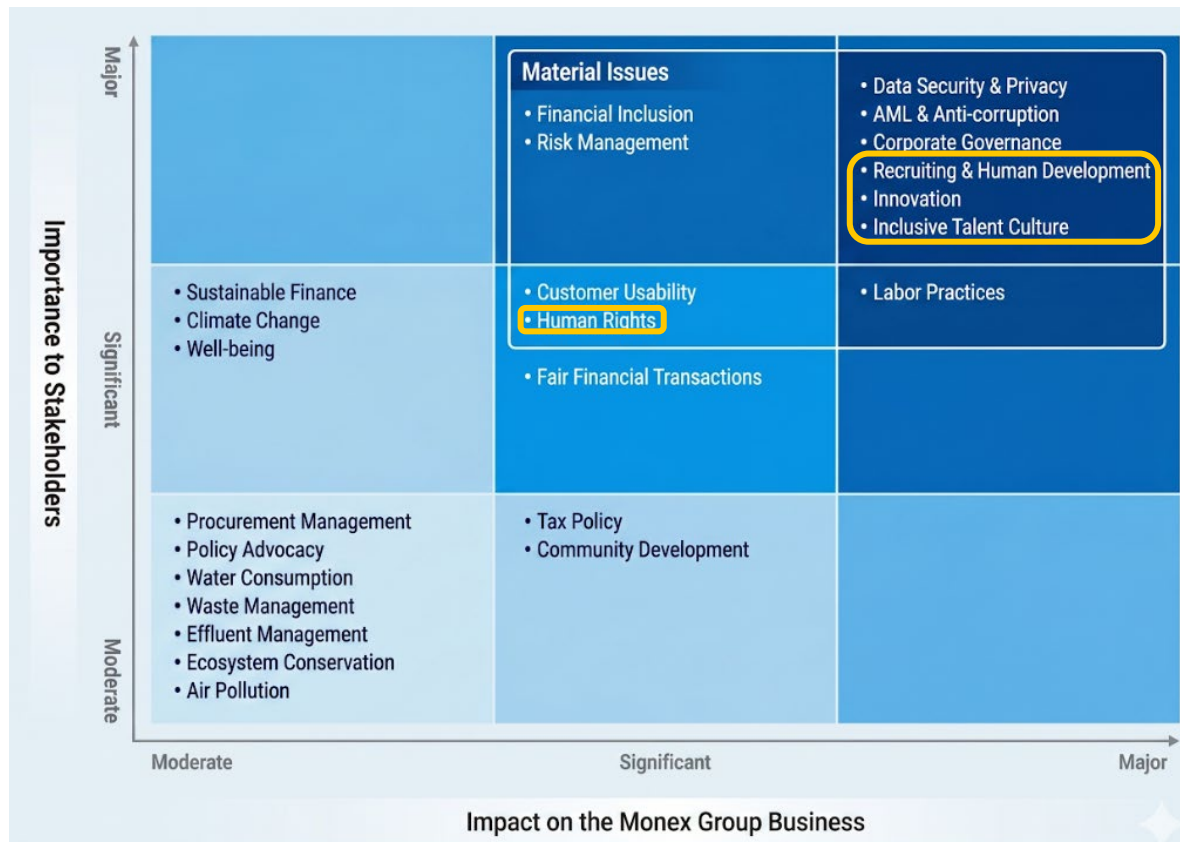 Major
Material Issues
• Financial Inclusion
• Risk Management
• Data Security & Privacy
• AML & Anti-corruption
• Corporate Governance
• Recruiting & Human Development
• Innovation
• Inclusive Talent Culture
Importance to Stakeholders
Significant
• Sustainable Finance
• Climate Change
• Well-being
• Customer Usability
• Human Rights
• Fair Financial Transactions
• Labor Practices
Moderate
• Procurement Management
• Policy Advocacy
• Water Consumption
• Waste Management
• Effluent Management
• Ecosystem Conservation
• Air Pollution
• Tax Policy
• Community Development
Moderate
Significant
Major
Impact on the Monex Group Business